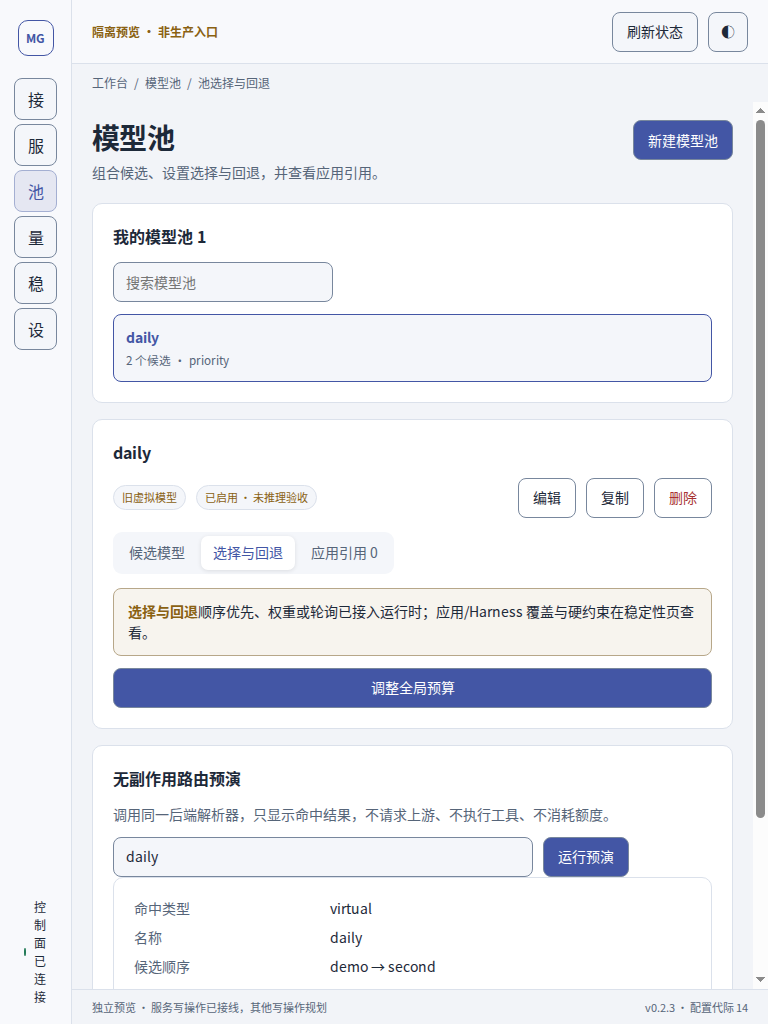 MG
接
服
池
量
稳
设
控
制
面
已
连
接
隔离预览 · 非生产入口
刷新状态
工作台 / 模型池 / 池选择与回退
模型池
新建模型池
组合候选、设置选择与回退，并查看应用引用。
我的模型池 1
搜索模型池
daily
2 个候选 · priority
daily
旧虚拟模型
已启用 · 未推理验收
编辑
复制
删除
候选模型
选择与回退
应用引用 0
选择与回退顺序优先、权重或轮询已接入运行时；应用/Harness 覆盖与硬约束在稳定性页查
看。
调整全局预算
无副作用路由预演
调用同一后端解析器，只显示命中结果，不请求上游、不执行工具、不消耗额度。
daily
运行预演
命中类型 virtual
名称 daily
候选顺序 demo → second
独立预览 · 服务写操作已接线，其他写操作规划
v0.2.3 · 配置代际 14